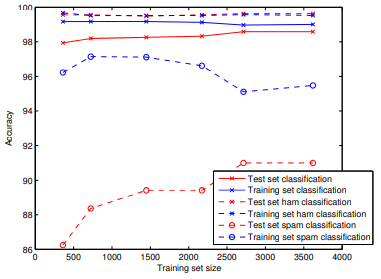 100
98
96
94
92
90
88
86
Accuracy
0 500 1000 1500 2000 2500 3000 3500 4000
Training set size
Test set classification
Training set classification
Test set ham classification
Training set ham classification
Test set spam classification
Training set spam classification